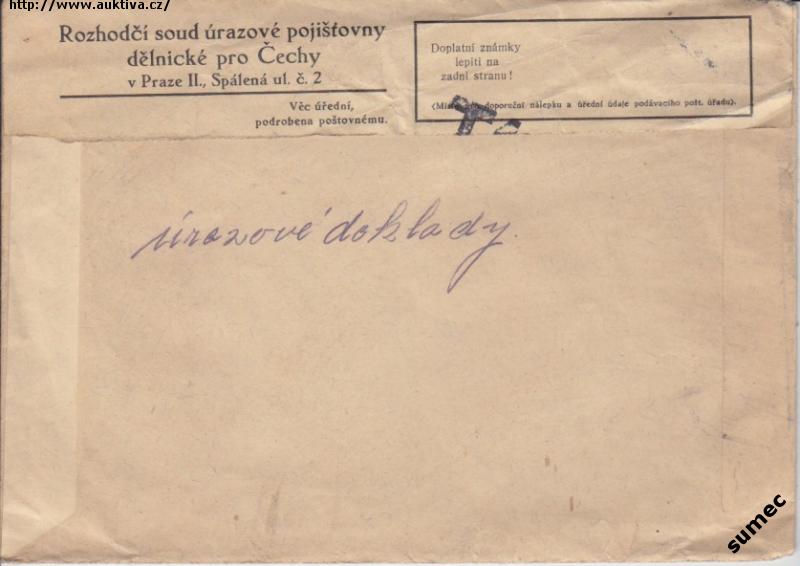 http://www.auktiva.cz/
Rozhodčí soud úrazové pojišťovny
dělnické pro Čechy
v Praze II., Spálená ul. č. 2
Věc úřední,
podrobena poštovnému.
Doplatní známky
lepiti na
zadní stranu!
doporuční nálepku a úřední údaje podávacího pošt. úřadu).
T
úrazové doklady.
sumec